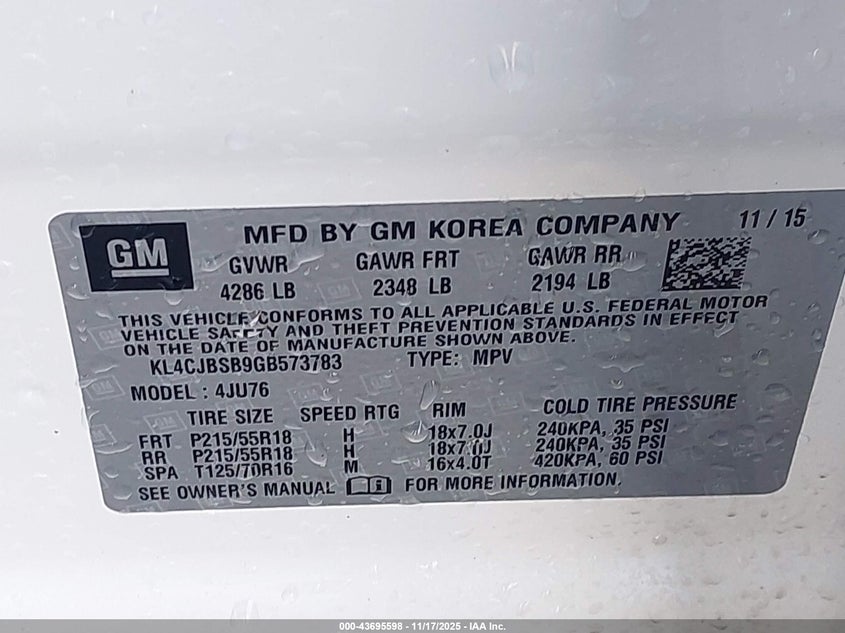 GM
MFD BY GM KOREA COMPANY 11 / 15
GVWR GAWR FRT GAWR RR
4286 LB 2348 LB 2194 LB
THIS VEHICLE CONFORMS TO ALL APPLICABLE U.S. FEDERAL MOTOR
VEHICLE SAFETY AND THEFT PREVENTION STANDARDS IN EFFECT
ON THE DATE OF MANUFACTURE SHOWN ABOVE.
KL4CJBSB9GB573783 TYPE: MPV
MODEL : 4JU76
TIRE SIZE SPEED RTG RIM COLD TIRE PRESSURE
FRT P215/55R18 H 18x7.0J 240KPA, 35 PSI
RR P215/55R18 H 18x7.0J 240KPA, 35 PSI
SPA T125/70R16 M 16x4.0T 420KPA, 60 PSI
SEE OWNER'S MANUAL FOR MORE INFORMATION.
000-43695598 - 11/17/2025 - IAA Inc.